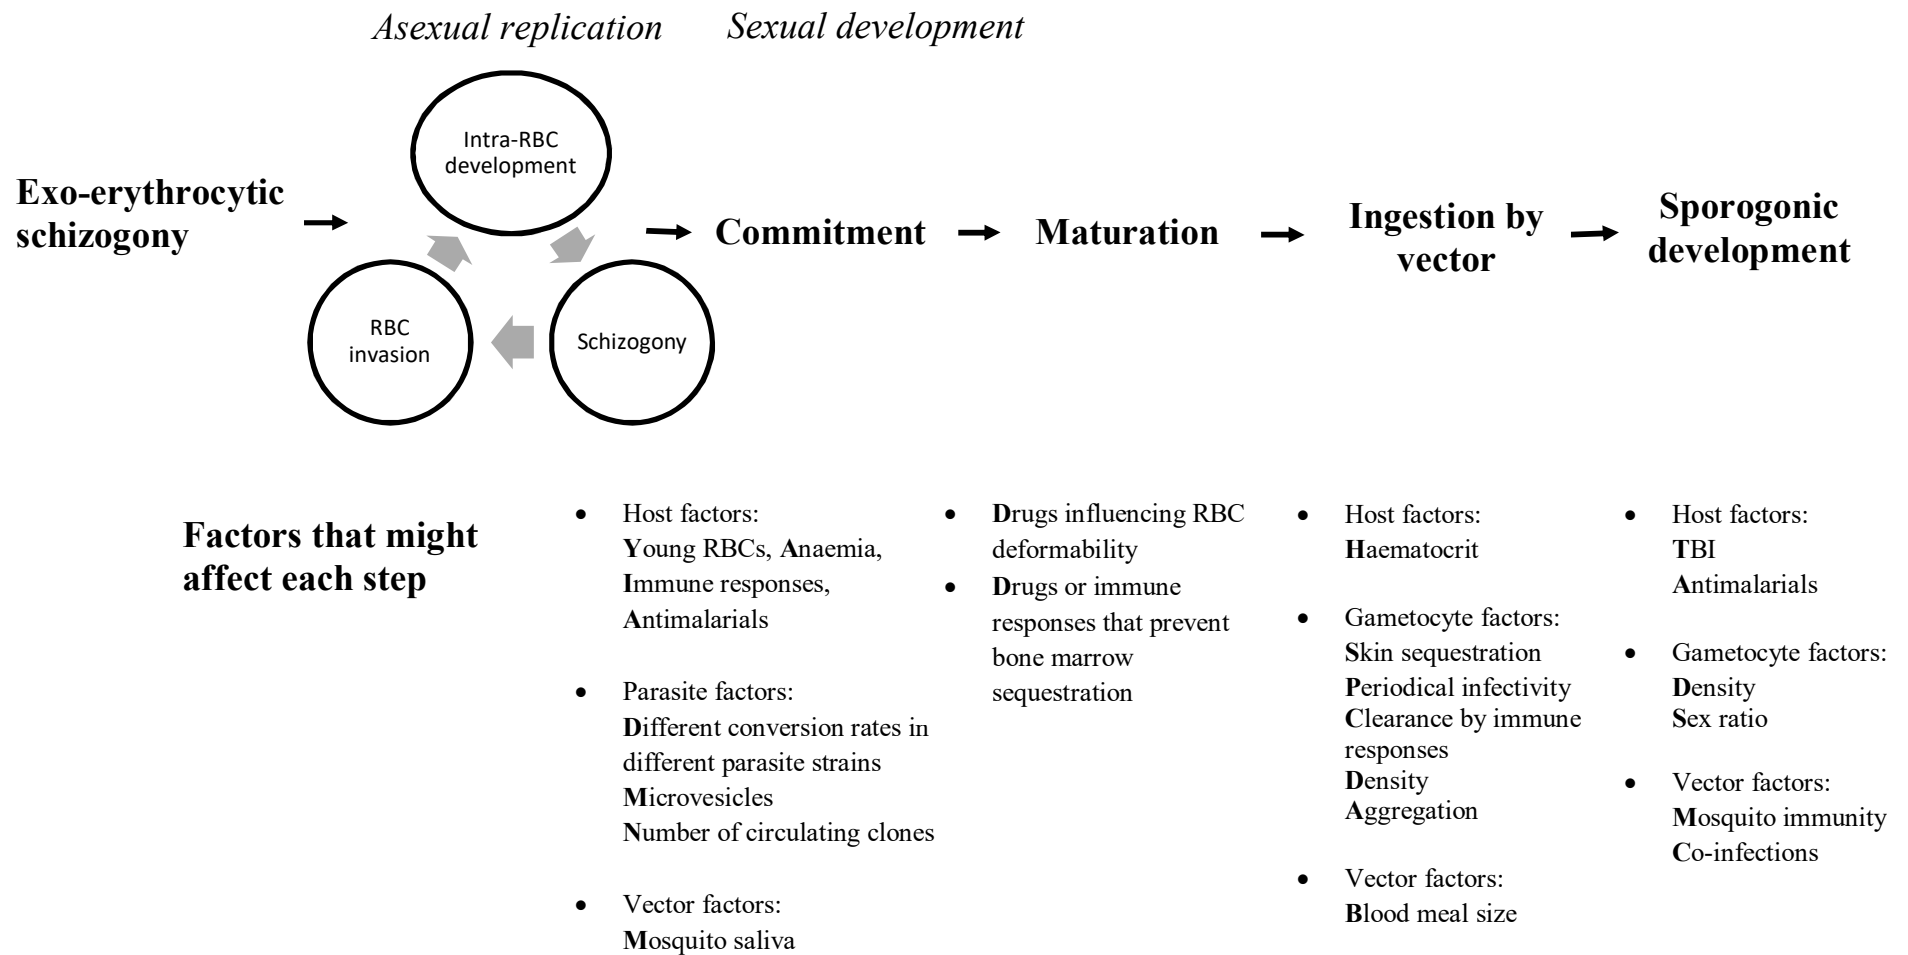 Asexual replication
Sexual development
Intra-RBC
development
Exo-erythrocytic
schizogony
RBC
invasion
Schizogony
Commitment
Maturation
Ingestion by
vector
Sporogonic
development
Factors that might
affect each step
• Host factors:
Young RBCs, Anaemia,
Immune responses,
Antimalarials
• Parasite factors:
Different conversion rates in
different parasite strains
Microvesicles
Number of circulating clones
• Vector factors:
Mosquito saliva
• Drugs influencing RBC
deformability
• Drugs or immune
responses that prevent
bone marrow
sequestration
• Host factors:
Haematocrit
• Gametocyte factors:
Skin sequestration
Periodical infectivity
Clearance by immune
responses
Density
Aggregation
• Vector factors:
Blood meal size
• Host factors:
TBI
Antimalarials
• Gametocyte factors:
Density
Sex ratio
• Vector factors:
Mosquito immunity
Co-infections